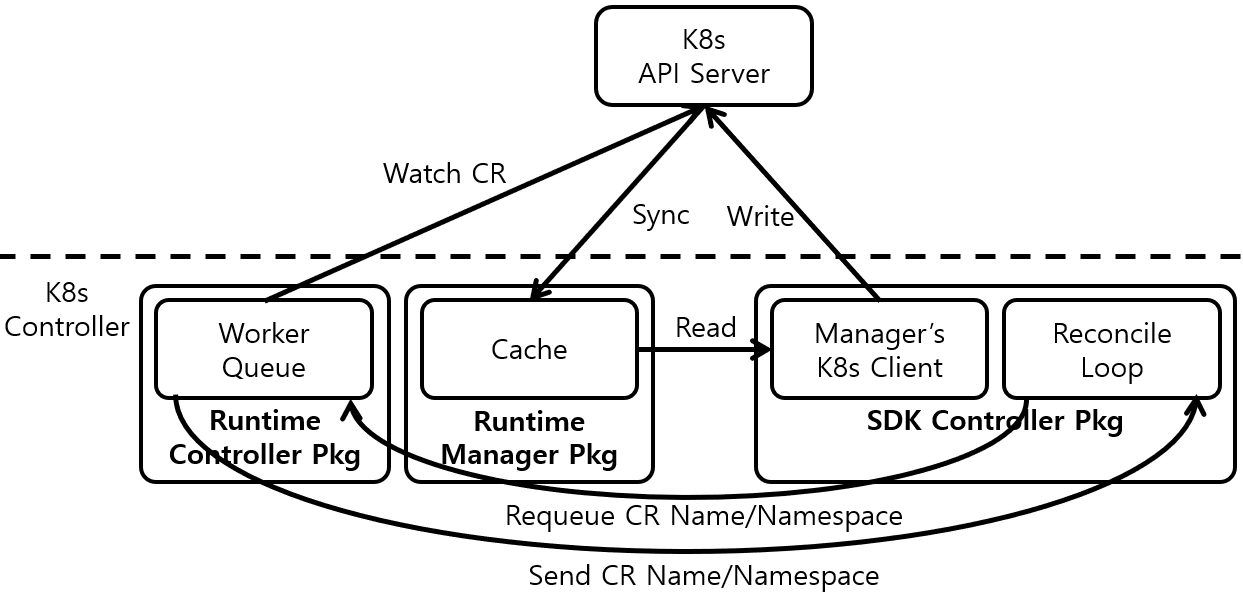 K8s
API Server
Watch CR
Sync
Write
K8s
Controller
Worker
Queue
Runtime
Controller Pkg
Cache
Runtime
Manager Pkg
Read
Manager's
K8s Client
Reconcile
Loop
SDK Controller Pkg
Requeue CR Name/Namespace
Send CR Name/Namespace